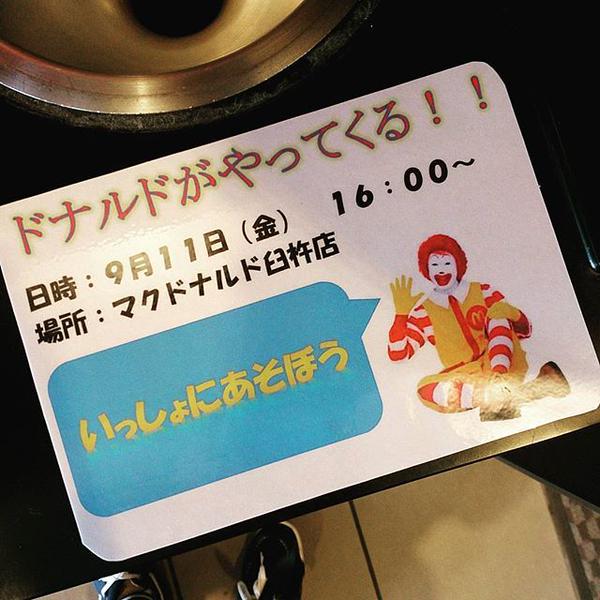 ドナルドがやってくる！！
日時：9月11日（金） 16：00～
場所：マクドナルド臼杵店
いっしょにあそぼう